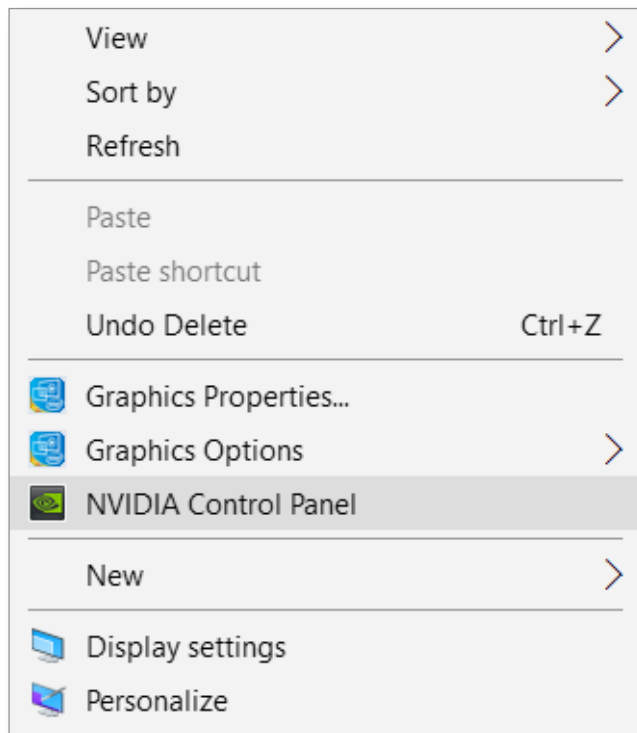 View
Sort by
Refresh
Paste
Paste shortcut
Undo Delete Ctrl+Z
Graphics Properties...
Graphics Options
NVIDIA Control Panel
New
Display settings
Personalize